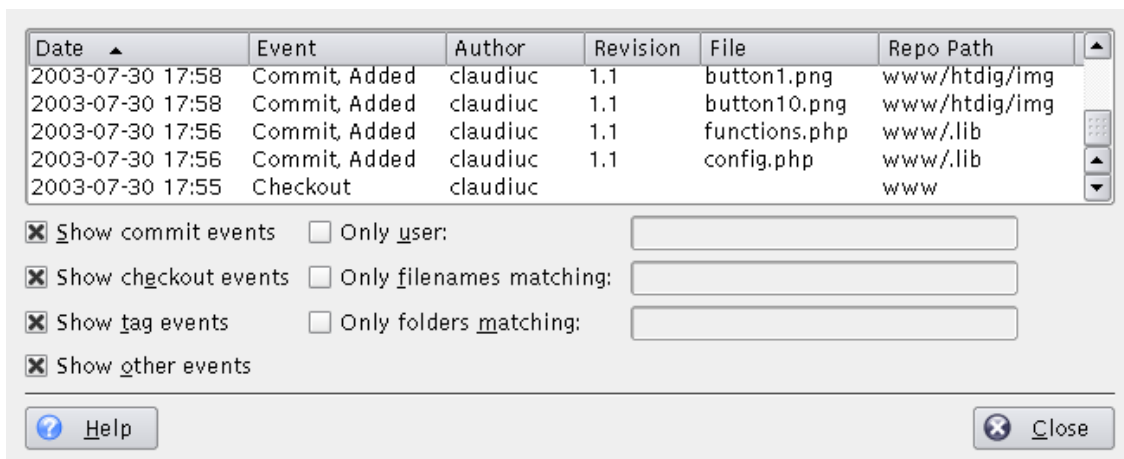 Date Event Author Revision File Repo Path
2003-07-30 17:58 Commit, Added claudiuc 1.1 button1.png www/htdig/img
2003-07-30 17:58 Commit, Added claudiuc 1.1 button10.png www/htdig/img
2003-07-30 17:56 Commit, Added claudiuc 1.1 functions.php www/.lib
2003-07-30 17:56 Commit, Added claudiuc 1.1 config.php www/.lib
2003-07-30 17:55 Checkout claudiuc www
Show commit events Only user:
Show checkout events Only filenames matching:
Show tag events Only folders matching:
Show other events
Help Close